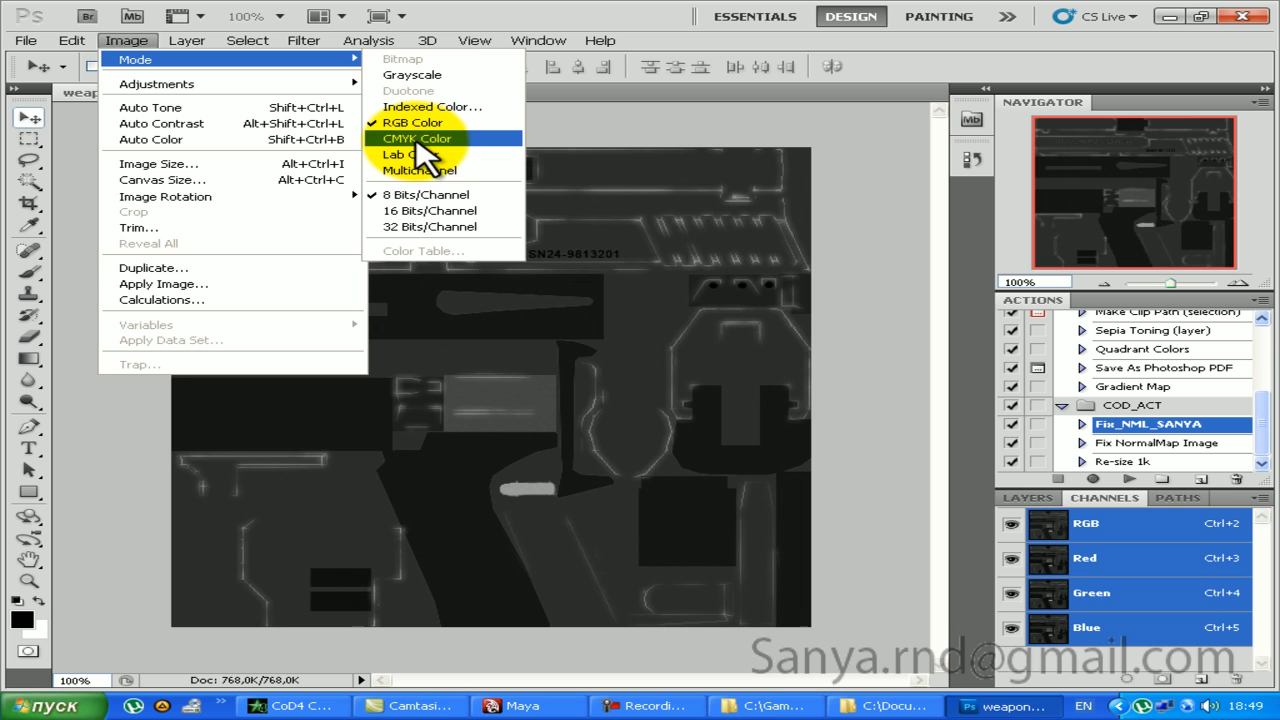 Ps Br Mb 100% ESSENTIALS DESIGN PAINTING CS Live
File Edit Image Layer Select Filter Analysis 3D View Window Help
Mode
Adjustments
Auto Tone Shift+Ctrl+L
Auto Contrast Alt+Shift+Ctrl+L
Auto Color Shift+Ctrl+B
Image Size... Alt+Ctrl+I
Canvas Size... Alt+Ctrl+C
Image Rotation
Crop
Trim...
Reveal All
Duplicate...
Apply Image...
Calculations...
Variables
Apply Data Set...
Trap...
Bitmap
Grayscale
Duotone
Indexed Color...
RGB Color
CMYK Color
Lab
Multichannel
8 Bits/Channel
16 Bits/Channel
32 Bits/Channel
Color Table...
weap
SN24-9813201
Mb
NAVIGATOR
100%
ACTIONS
Make Clip Path (selection)
Sepia Toning (layer)
Quadrant Colors
Save As Photoshop PDF
Gradient Map
COD_ACT
Fix_NML_SANYA
Fix NormalMap Image
Re-size 1k
LAYERS CHANNELS PATHS
RGB Ctrl+2
Red Ctrl+3
Green Ctrl+4
Blue Ctrl+5
Sanya.rnd@gmail.com
100% Doc: 768,0K/768,0K
пуск CoD4 C... Camtasi... Maya Recordi... C:\Gam... C:\Docu... Ps weapon... EN 18:49